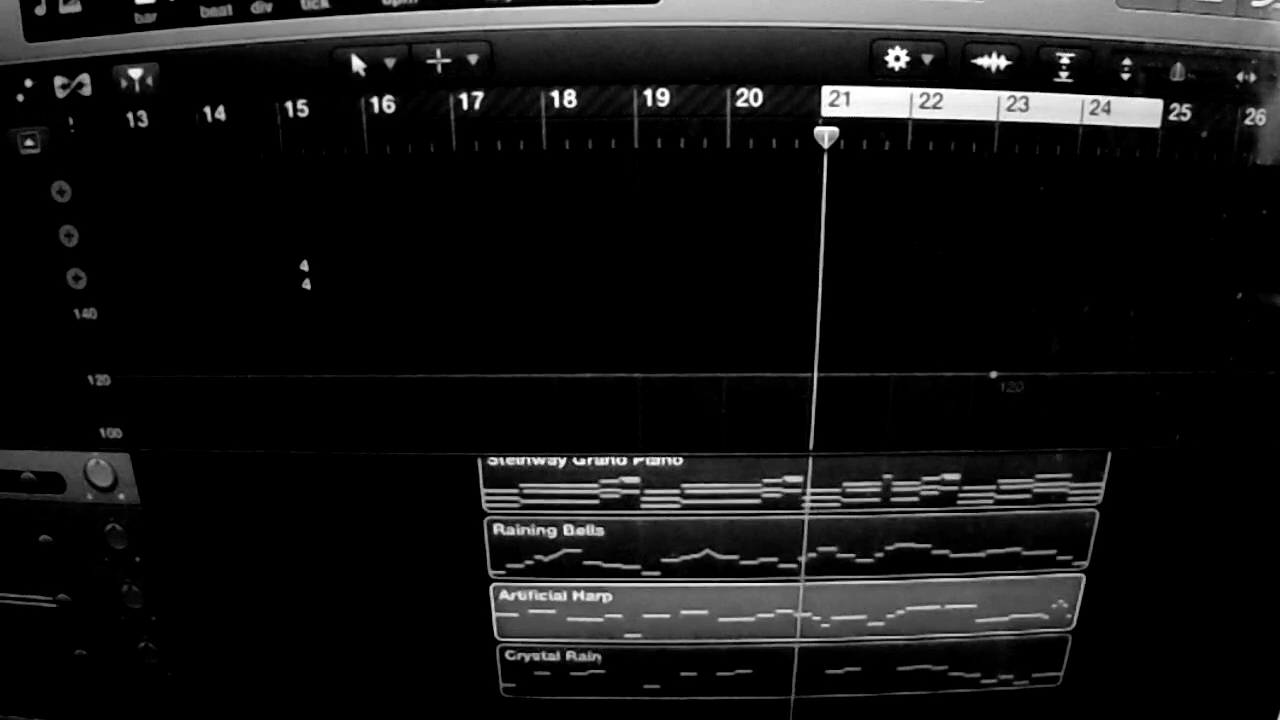 bar beat div tick bpm
13 14 15 16 17 18 19 20 21 22 23 24 25 26
4
4
140
120
120
100
Steinway Grand Piano
Raining Bells
Artificial Harp
Crystal Rain